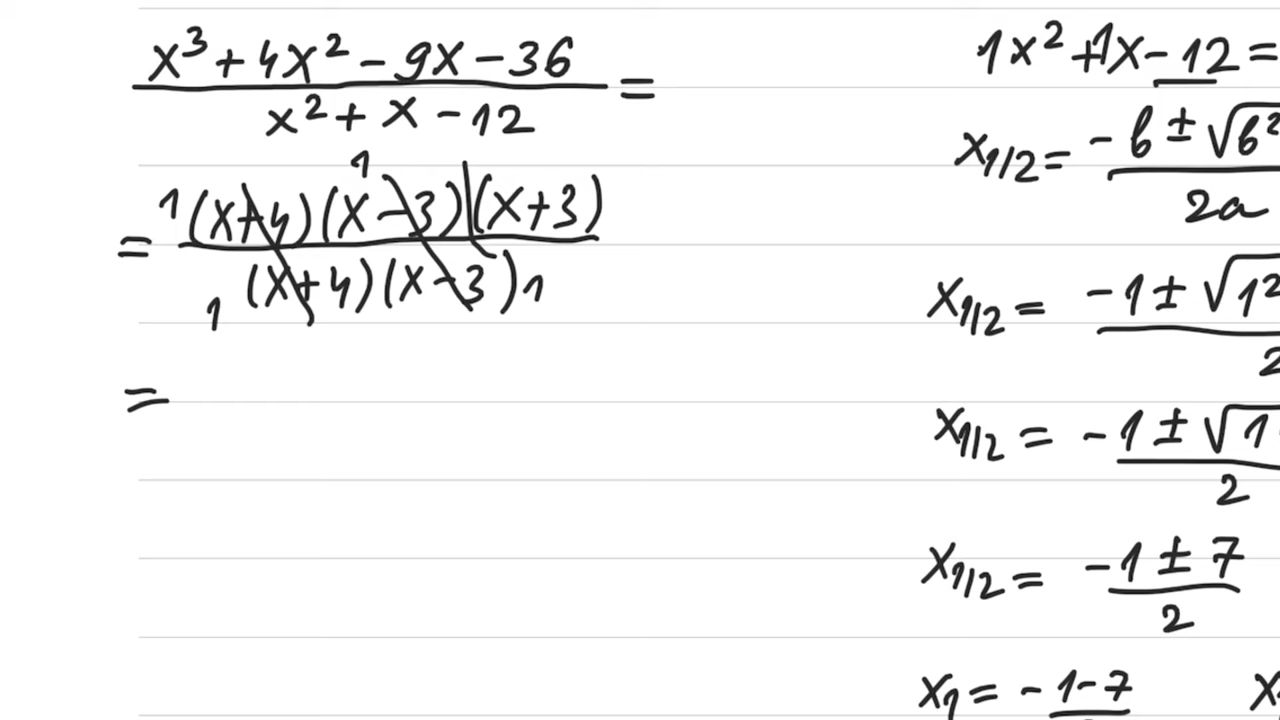 x³ + 4x² - 9x - 36
x² + x - 12 =
1 1
= (x+4)(x-3)(x+3)
1 (x+4)(x-3) 1
=
1x² + 1x - 12 =
x1/2 = -b ± √b²
2a
x1/2 = -1 ± √1²
2
x1/2 = -1 ± √1
2
x1/2 = -1 ± 7
2
x1 = -1-7
x